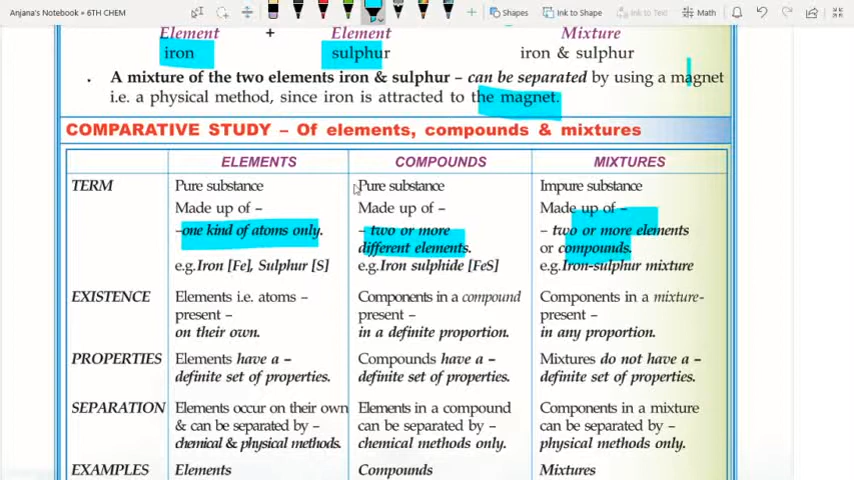 Anjana's Notebook » 6TH CHEM
Shapes
Ink to Shape
Ink to Text
Math
Element + Element Mixture
iron sulphur iron & sulphur
. A mixture of the two elements iron & sulphur – can be separated by using a magnet
i.e. a physical method, since iron is attracted to the magnet.
COMPARATIVE STUDY – Of elements, compounds & mixtures
ELEMENTS COMPOUNDS MIXTURES
TERM Pure substance Pure substance Impure substance
Made up of – Made up of – Made up of –
–one kind of atoms only. – two or more – two or more elements
different elements. or compounds.
e.g. Iron [Fe], Sulphur [S] e.g. Iron sulphide [FeS] e.g. Iron-sulphur mixture
EXISTENCE Elements i.e. atoms – Components in a compound Components in a mixture-
present – present – present –
on their own. in a definite proportion. in any proportion.
PROPERTIES Elements have a – Compounds have a – Mixtures do not have a –
definite set of properties. definite set of properties. definite set of properties.
SEPARATION Elements occur on their own Elements in a compound Components in a mixture
& can be separated by – can be separated by – can be separated by –
chemical & physical methods. chemical methods only. physical methods only.
EXAMPLES Elements Compounds Mixtures